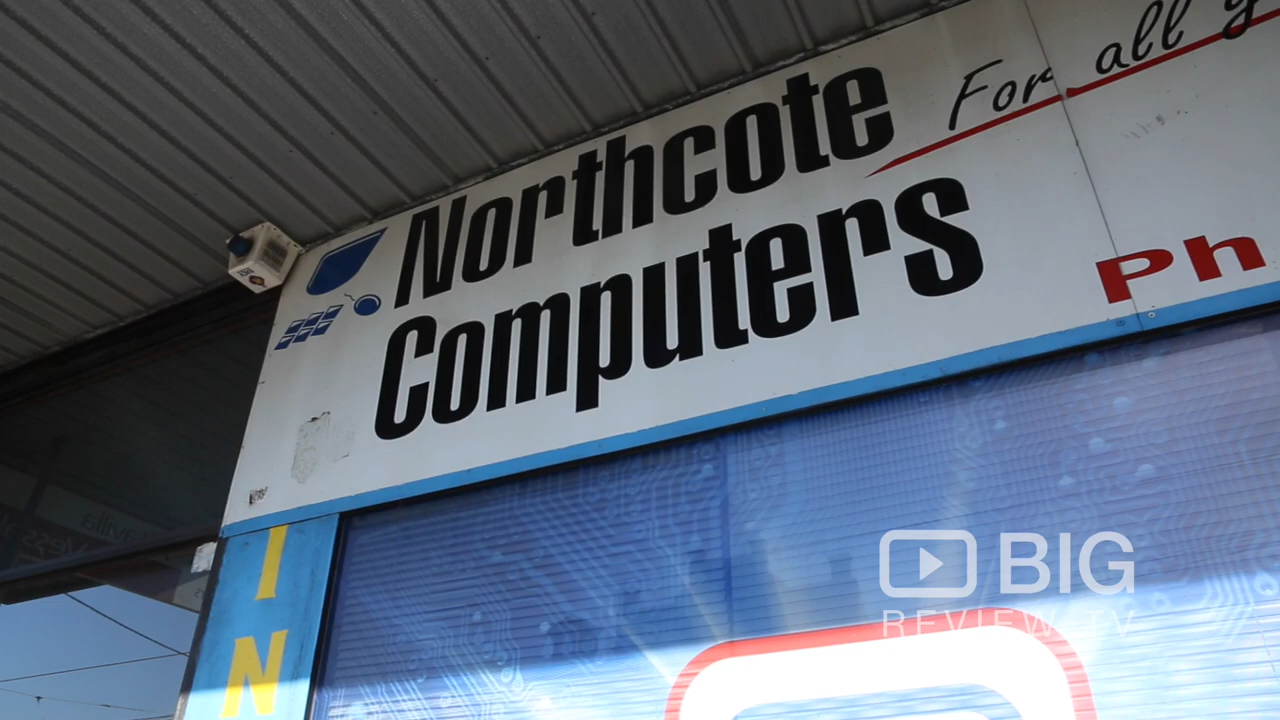 Northcote
Computers
For all y
Ph
I
N
BIG
REVIEW TV